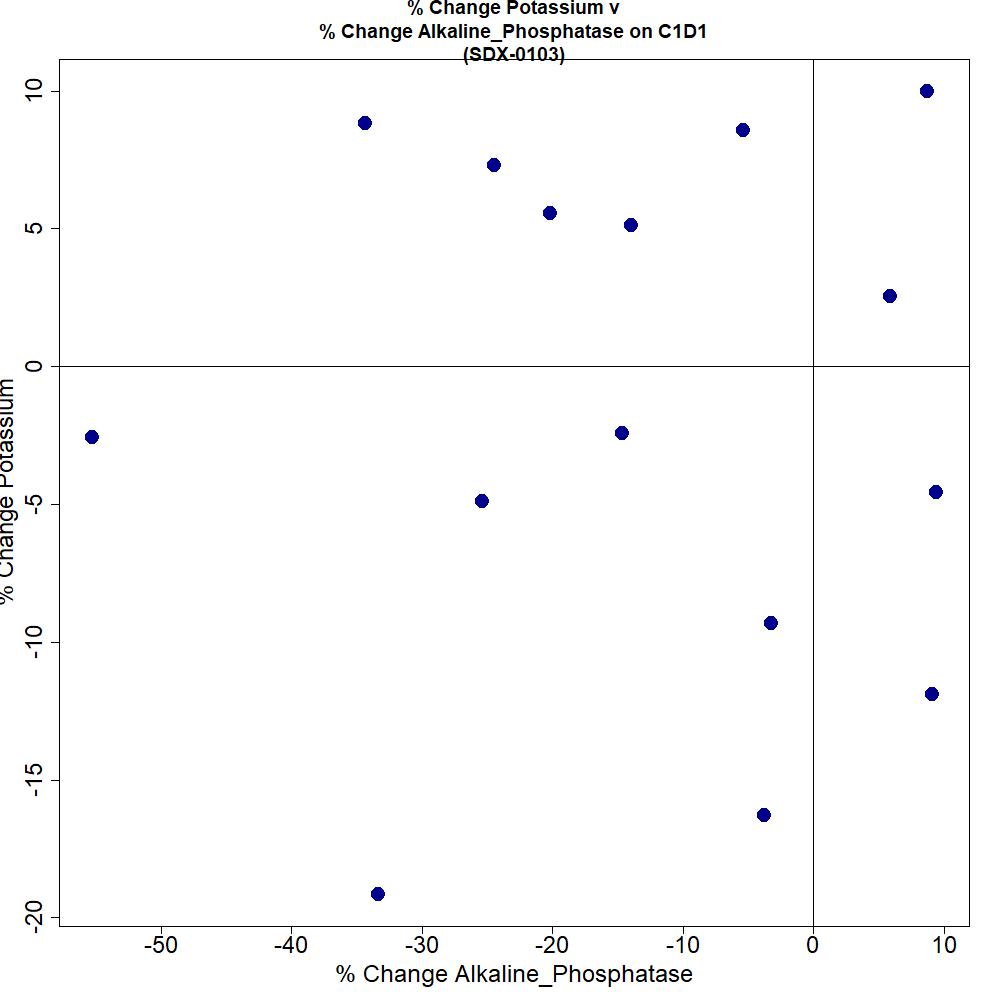 % Change Potassium v
% Change Alkaline_Phosphatase on C1D1
(SDX-0103)
% Change Potassium
10
5
0
-5
-10
-15
-20
-50
-40
-30
-20
-10
0
10
% Change Alkaline_Phosphatase